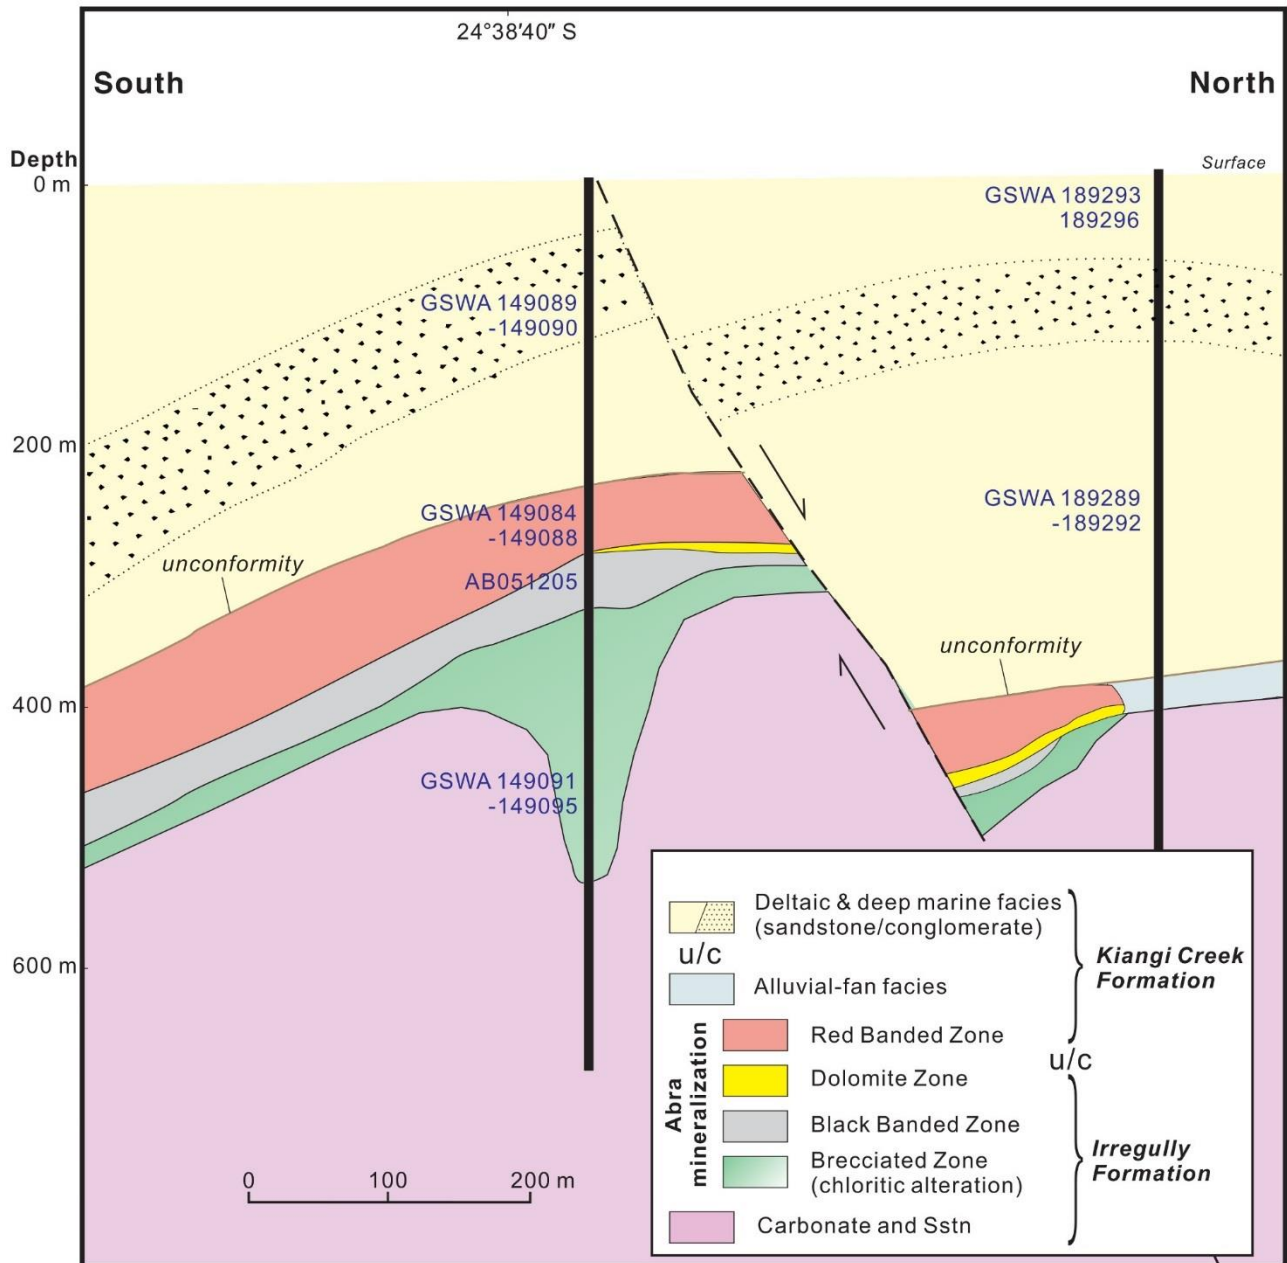 24°38′40″ S
South
North
Depth
0 m
Surface
GSWA 189293
189296
GSWA 149089
-149090
200 m
GSWA 149084
-149088
GSWA 189289
-189292
unconformity
AB051205
unconformity
400 m
GSWA 149091
-149095
600 m
Deltaic & deep marine facies
(sandstone/conglomerate)
u/c
Kiangi Creek
Formation
Alluvial-fan facies
Abra
mineralization
Red Banded Zone
u/c
Dolomite Zone
Black Banded Zone
Brecciated Zone
(chloritic alteration)
Irregully
Formation
Carbonate and Sstn
0 100 200 m